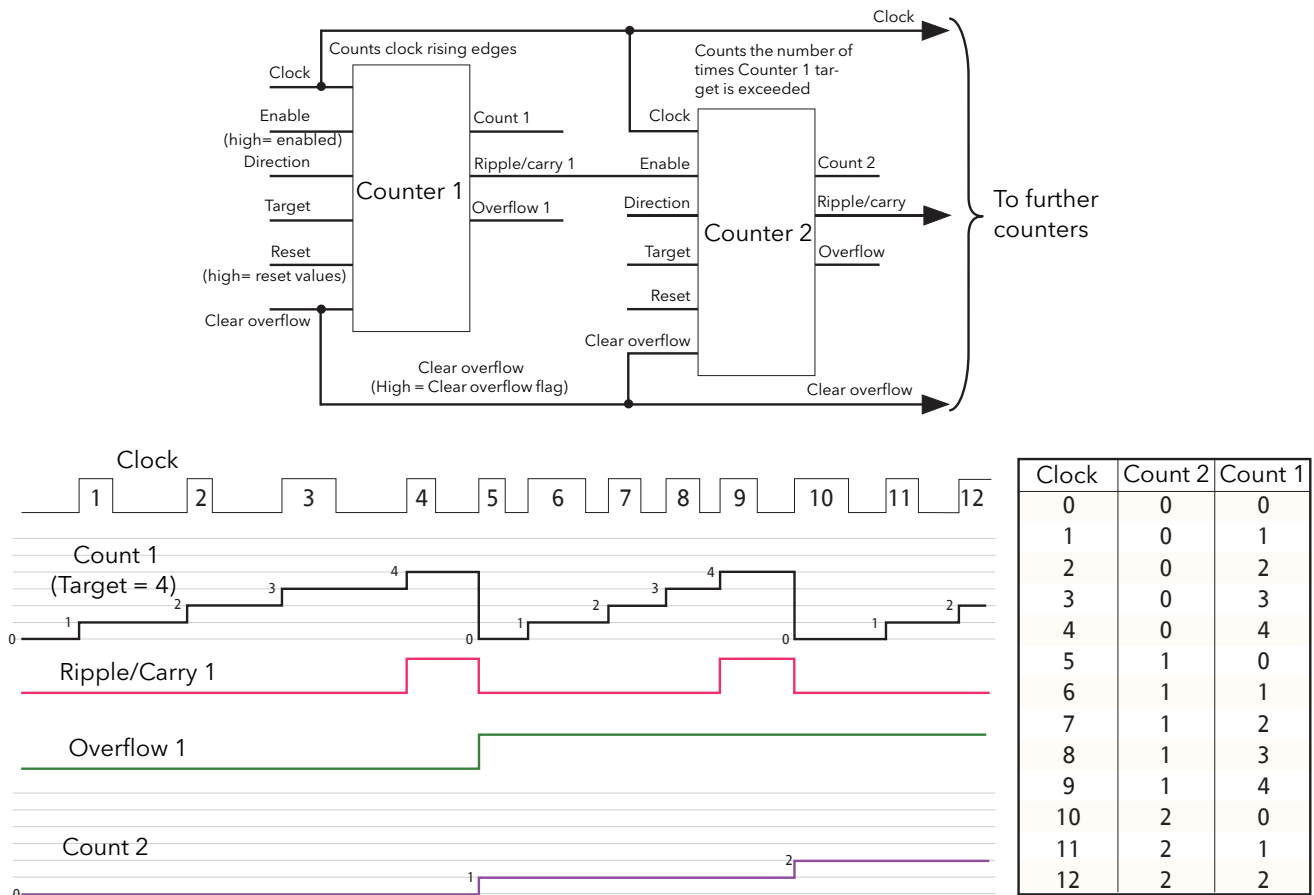 Clock
Counts clock rising edges
Counts the number of
times Counter 1 tar-
get is exceeded
Clock
Enable
(high= enabled)
Direction
Target
Reset
(high= reset values)
Clear overflow
Counter 1
Count 1
Ripple/carry 1
Overflow 1
Clock
Enable
Direction
Target
Reset
Clear overflow
Counter 2
Count 2
Ripple/carry
Overflow
To further
counters
Clear overflow
(High = Clear overflow flag)
Clear overflow
Clock
1 2 3 4 5 6 7 8 9 10 11 12
Count 1
(Target = 4)
0 1 2 3 4 0 1 2 3 4 0 1 2
Ripple/Carry 1
Overflow 1
Count 2
0 1 2
Clock Count 2 Count 1
0 0 0
1 0 1
2 0 2
3 0 3
4 0 4
5 1 0
6 1 1
7 1 2
8 1 3
9 1 4
10 2 0
11 2 1
12 2 2